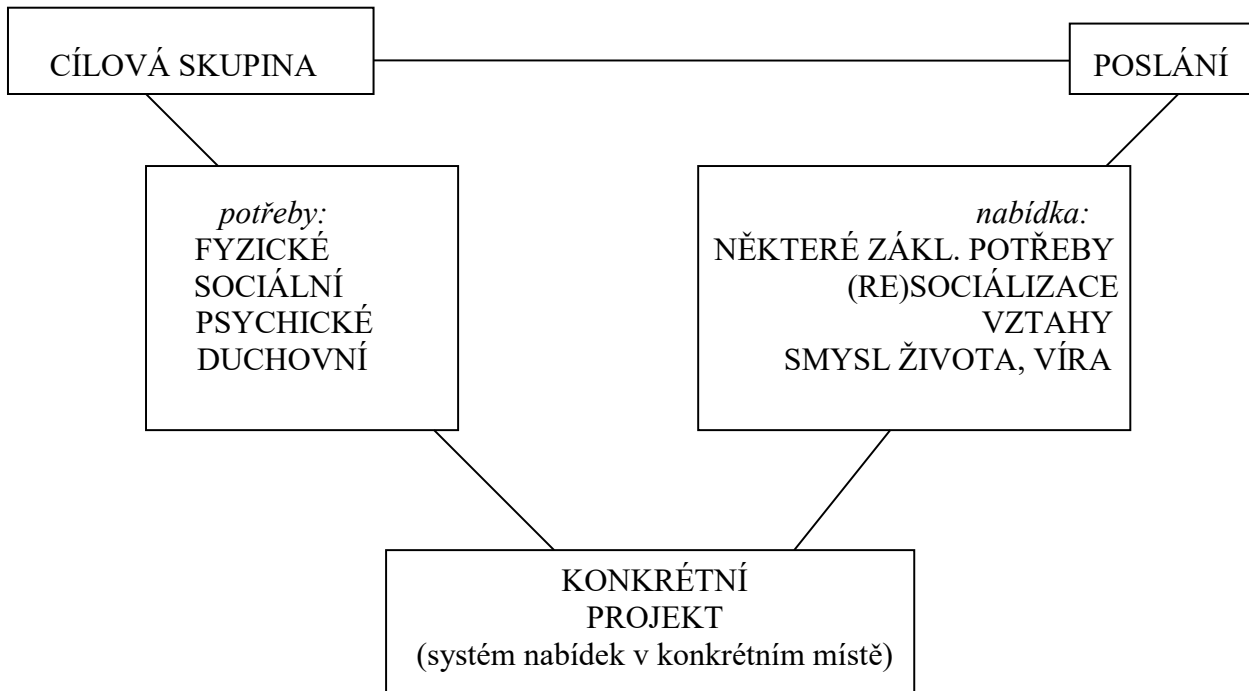 CÍLOVÁ SKUPINA
POSLÁNÍ
potřeby:
FYZICKÉ
SOCIÁLNÍ
PSYCHICKÉ
DUCHOVNÍ
nabídka:
NĚKTERÉ ZÁKL. POTŘEBY
(RE)SOCIÁLIZACE
VZTAHY
SMYSL ŽIVOTA, VÍRA
KONKRÉTNÍ
PROJEKT
(systém nabídek v konkrétním místě)